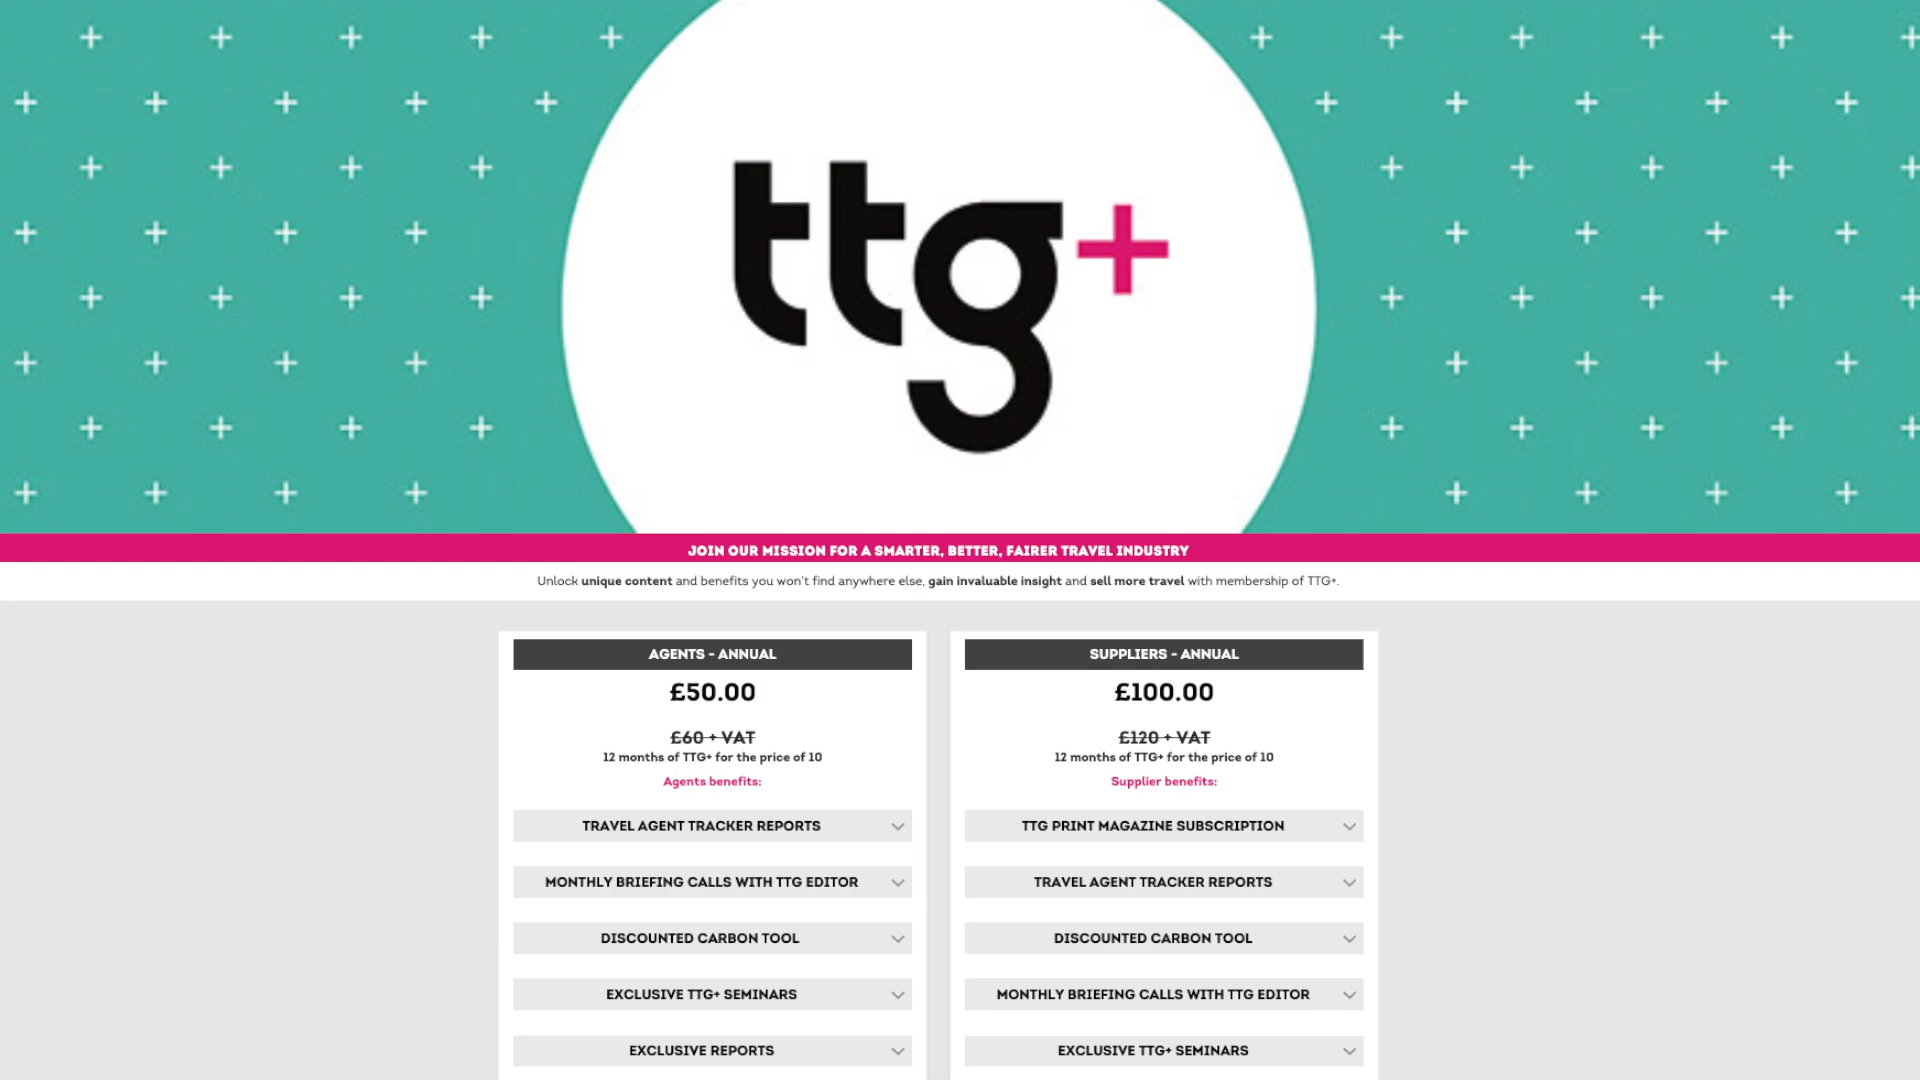 ttg+
JOIN OUR MISSION FOR A SMARTER, BETTER, FAIRER TRAVEL INDUSTRY
Unlock unique content and benefits you won't find anywhere else, gain invaluable insight and sell more travel with membership of TTG+.
AGENTS - ANNUAL
£50.00
£60 + VAT
12 months of TTG+ for the price of 10
Agents benefits:
TRAVEL AGENT TRACKER REPORTS
MONTHLY BRIEFING CALLS WITH TTG EDITOR
DISCOUNTED CARBON TOOL
EXCLUSIVE TTG+ SEMINARS
EXCLUSIVE REPORTS
SUPPLIERS - ANNUAL
£100.00
£120 + VAT
12 months of TTG+ for the price of 10
Supplier benefits:
TTG PRINT MAGAZINE SUBSCRIPTION
TRAVEL AGENT TRACKER REPORTS
DISCOUNTED CARBON TOOL
MONTHLY BRIEFING CALLS WITH TTG EDITOR
EXCLUSIVE TTG+ SEMINARS